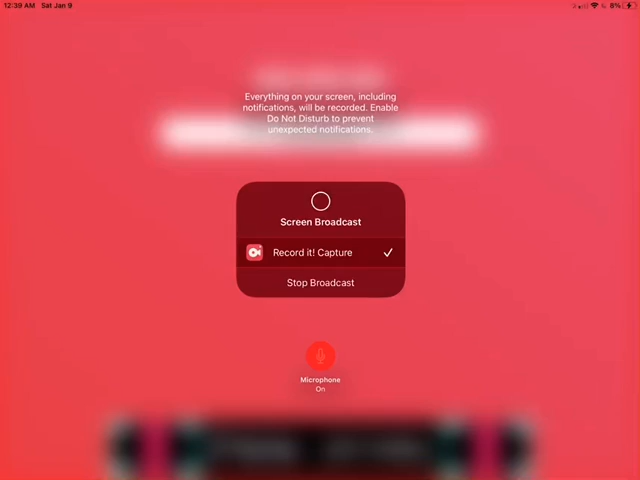 12:39 AM Sat Jan 9
8%
Everything on your screen, including
notifications, will be recorded. Enable
Do Not Disturb to prevent
unexpected notifications.
Screen Broadcast
Record it! Capture
Stop Broadcast
Microphone
On